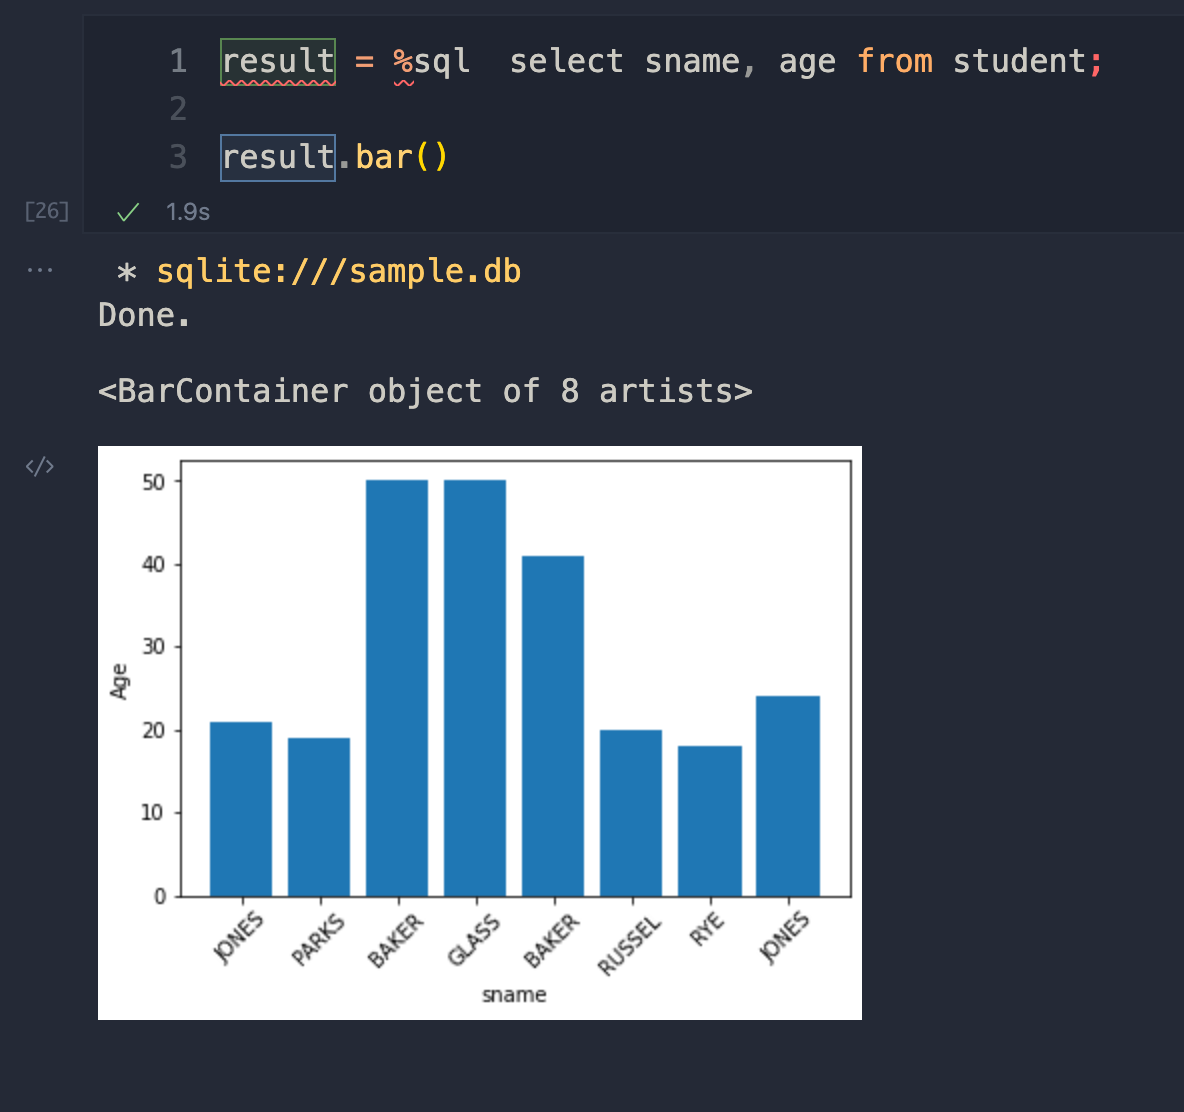 1 result = %sql  select sname, age from student;
2
3 result.bar()
[26] ✓ 1.9s
... * sqlite:///sample.db
Done.
<BarContainer object of 8 artists>
</>
50
40
30
20
10
0
Age
JONES PARKS BAKER GLASS BAKER RUSSEL RYE JONES
sname